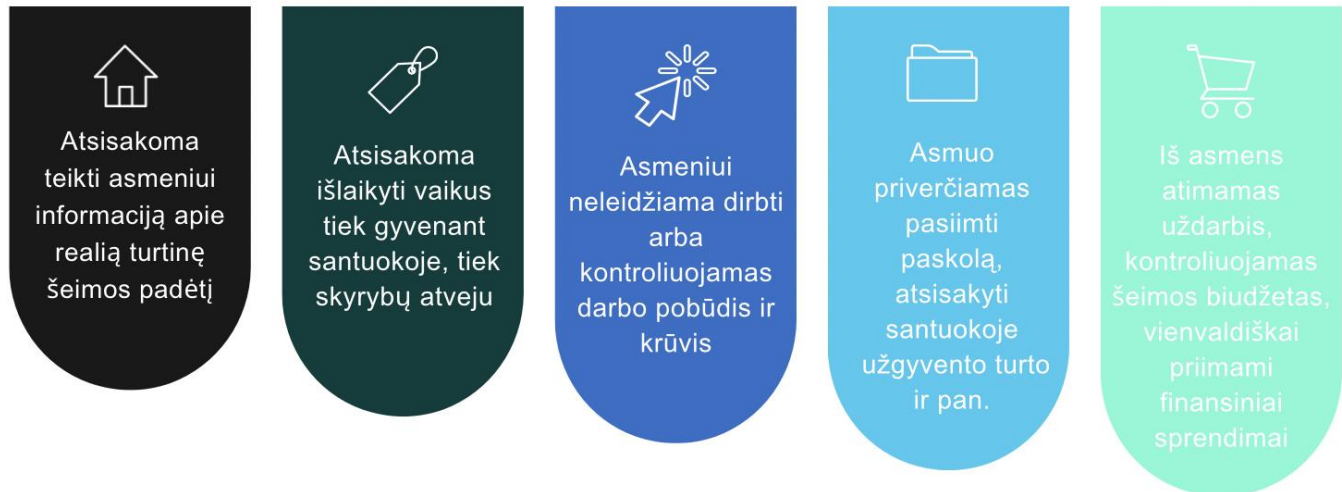 Atsisakoma
teikti asmeniui
informaciją apie
realią turtinę
šeimos padėtį
Atsisakoma
išlaikyti vaikus
tiek gyvenant
santuokoje, tiek
skyrybų atveju
Asmeniui
neleidžiama dirbti
arba
kontroliuojamas
darbo pobūdis ir
krūvis
Asmuo
priverčiamas
pasiimti
paskolą,
atsisakyti
santuokoje
užgyvento turto
ir pan.
Iš asmens
atimamas
uždarbis,
kontroliuojamas
šeimos biudžetas,
vienvaldiškai
priimami
finansiniai
sprendimai